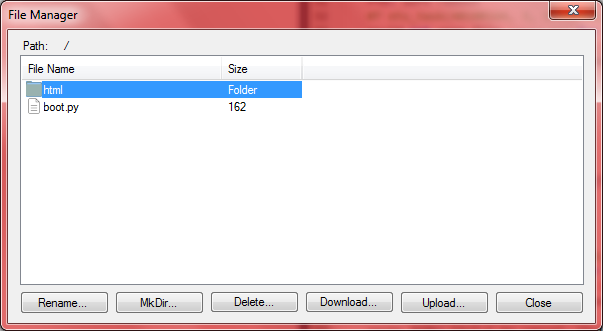 File Manager
Path: /
File Name Size
html Folder
boot.py 162
Rename... MkDir... Delete... Download... Upload... Close